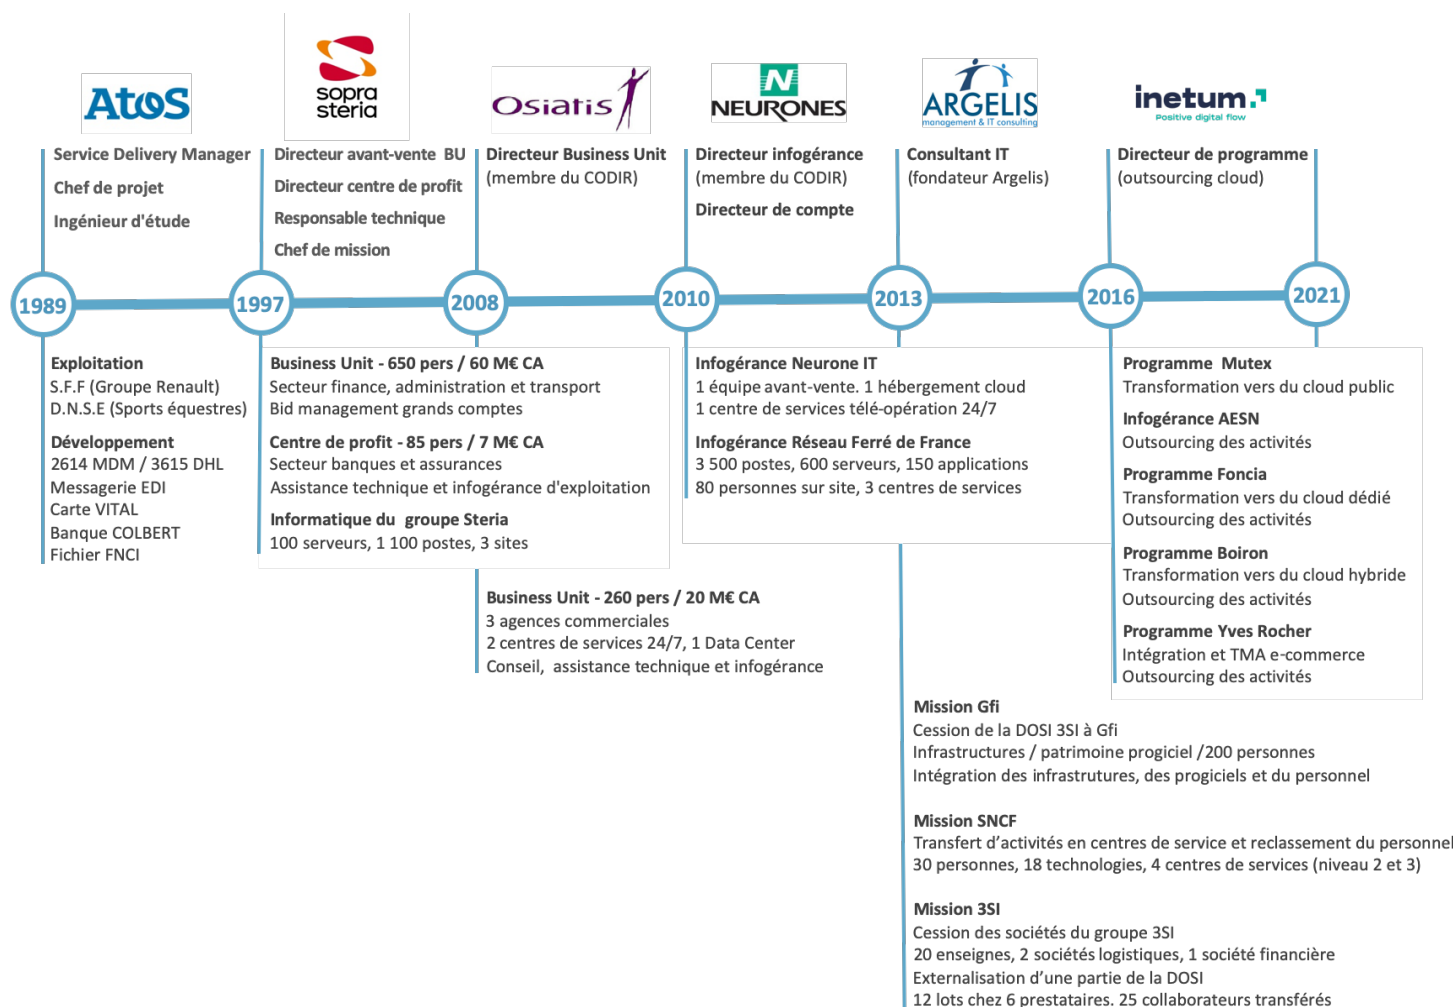 Atos
sopra
steria
Osiatis
N
NEURONES
ARGELIS
management & IT consulting
inetum.
Positive digital flow
Service Delivery Manager
Chef de projet
Ingénieur d'étude
Directeur avant-vente BU
Directeur centre de profit
Responsable technique
Chef de mission
Directeur Business Unit
(membre du CODIR)
Directeur infogérance
(membre du CODIR)
Directeur de compte
Consultant IT
(fondateur Argelis)
Directeur de programme
(outsourcing cloud)
1989
1997
2008
2010
2013
2016
2021
Exploitation
S.F.F (Groupe Renault)
D.N.S.E (Sports équestres)
Développement
2614 MDM / 3615 DHL
Messagerie EDI
Carte VITAL
Banque COLBERT
Fichier FNCI
Business Unit - 650 pers / 60 M€ CA
Secteur finance, administration et transport
Bid management grands comptes
Centre de profit - 85 pers / 7 M€ CA
Secteur banques et assurances
Assistance technique et infogérance d'exploitation
Informatique du groupe Steria
100 serveurs, 1 100 postes, 3 sites
Business Unit - 260 pers / 20 M€ CA
3 agences commerciales
2 centres de services 24/7, 1 Data Center
Conseil, assistance technique et infogérance
Infogérance Neurone IT
1 équipe avant-vente. 1 hébergement cloud
1 centre de services télé-opération 24/7
Infogérance Réseau Ferré de France
3 500 postes, 600 serveurs, 150 applications
80 personnes sur site, 3 centres de services
Mission Gfi
Cession de la DOSI 3SI à Gfi
Infrastructures / patrimoine progiciel /200 personnes
Intégration des infrastrutures, des progiciels et du personnel
Mission SNCF
Transfert d'activités en centres de service et reclassement du personnel
30 personnes, 18 technologies, 4 centres de services (niveau 2 et 3)
Mission 3SI
Cession des sociétés du groupe 3SI
20 enseignes, 2 sociétés logistiques, 1 société financière
Externalisation d'une partie de la DOSI
12 lots chez 6 prestataires. 25 collaborateurs transférés
Programme Mutex
Transformation vers du cloud public
Infogérance AESN
Outsourcing des activités
Programme Foncia
Transformation vers du cloud dédié
Outsourcing des activités
Programme Boiron
Transformation vers du cloud hybride
Outsourcing des activités
Programme Yves Rocher
Intégration et TMA e-commerce
Outsourcing des activités